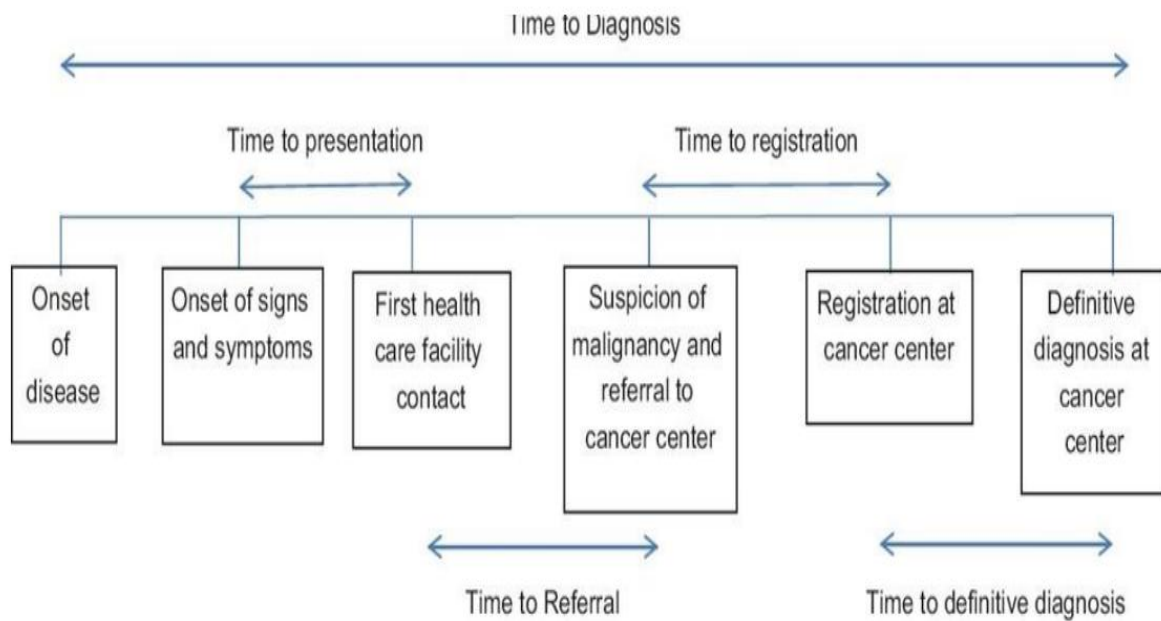 Time to Diagnosis
Time to presentation
Time to registration
Onset
of
disease
Onset of signs
and symptoms
First health
care facility
contact
Suspicion of
malignancy and
referral to
cancer center
Registration at
cancer center
Definitive
diagnosis at
cancer
center
Time to Referral
Time to definitive diagnosis